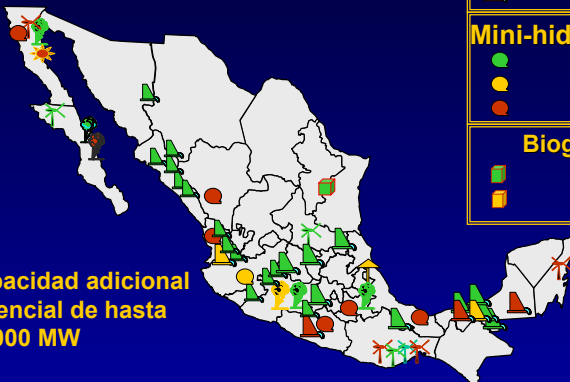 Mini-hid
Biog
pacidad adicional
encial de hasta
000 MW